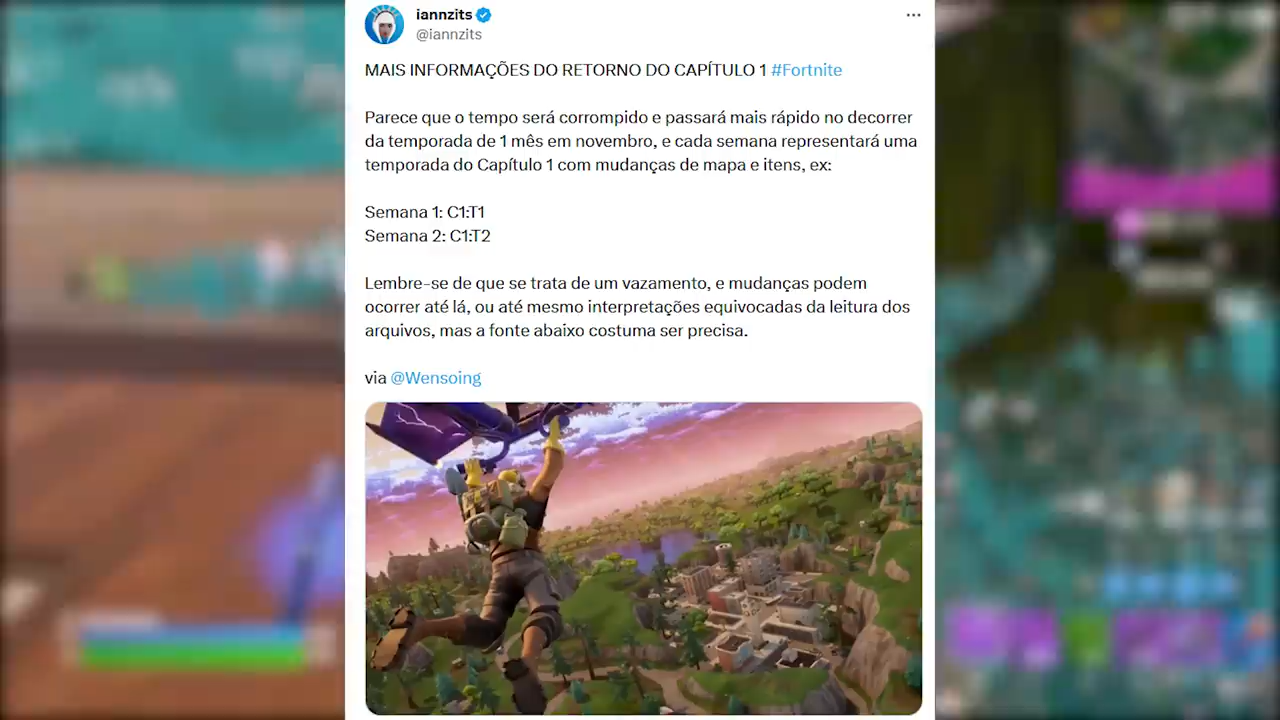 iannzits
@iannzits
MAIS INFORMAÇÕES DO RETORNO DO CAPÍTULO 1 #Fortnite
Parece que o tempo será corrompido e passará mais rápido no decorrer
da temporada de 1 mês em novembro, e cada semana representará uma
temporada do Capítulo 1 com mudanças de mapa e itens, ex:
Semana 1: C1:T1
Semana 2: C1:T2
Lembre-se de que se trata de um vazamento, e mudanças podem
ocorrer até lá, ou até mesmo interpretações equivocadas da leitura dos
arquivos, mas a fonte abaixo costuma ser precisa.
via @Wensoing